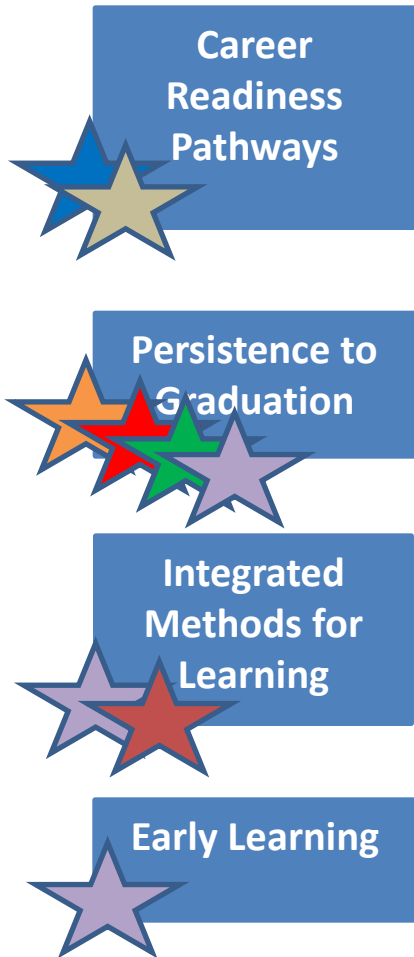 Career
Readiness
Pathways
Persistence to
Graduation
Integrated
Methods for
Learning
Early Learning